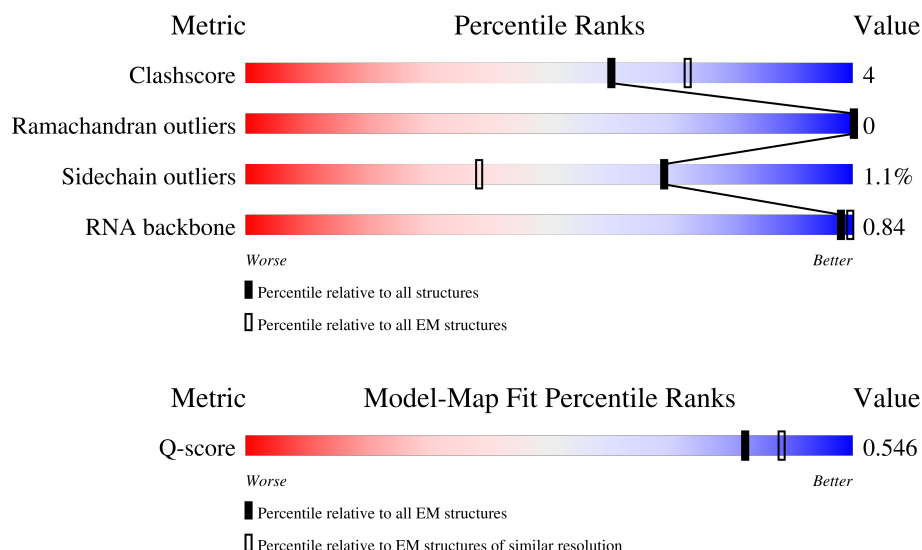 Metric Percentile Ranks Value
Clashscore 4
Ramachandran outliers 0
Sidechain outliers 1.1%
RNA backbone 0.84
Worse Better
Percentile relative to all structures
Percentile relative to all EM structures
Metric Model-Map Fit Percentile Ranks Value
Q-score 0.546
Worse Better
Percentile relative to all EM structures
Percentile relative to EM structures of similar resolution